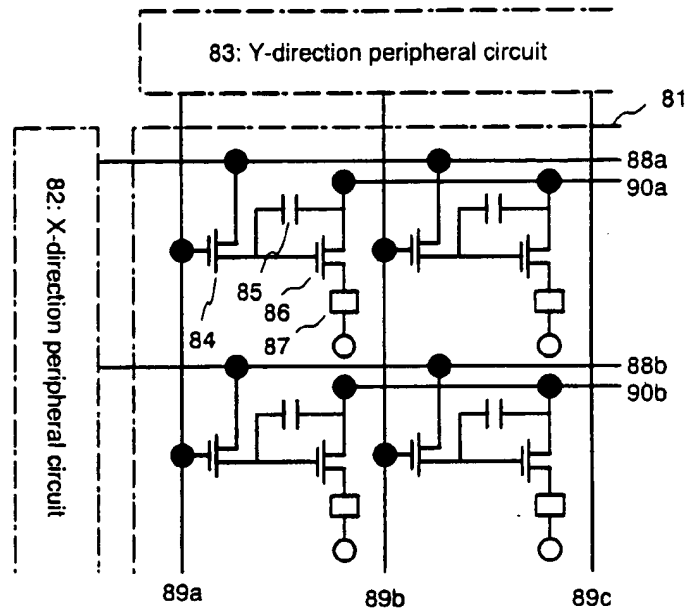 83: Y-direction peripheral circuit
81
82: X-direction peripheral circuit
88a
90a
84
85
86
87
88b
90b
89a
89b
89c